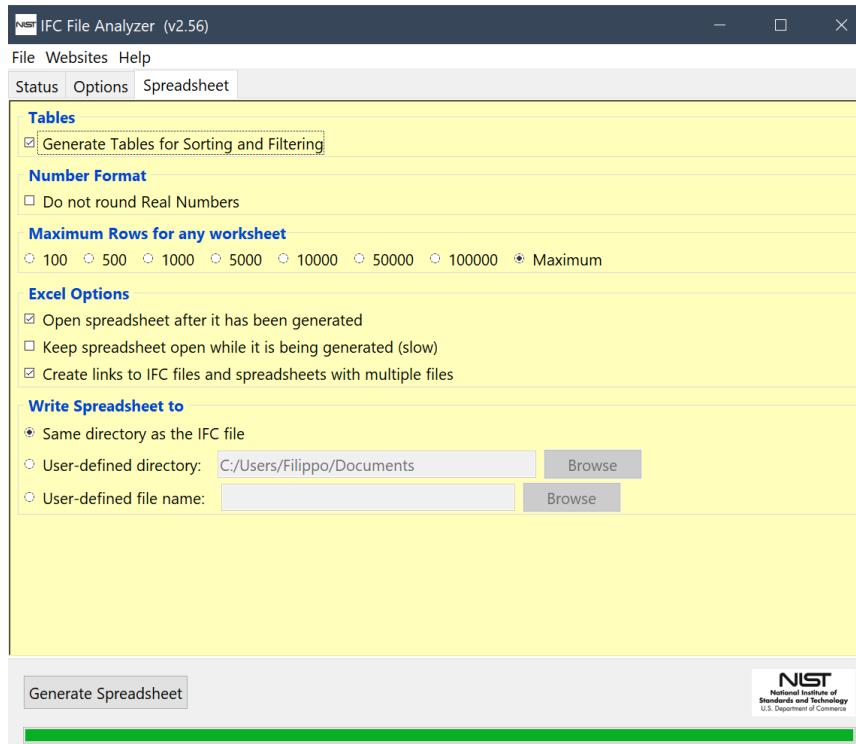 NIST IFC File Analyzer (v2.56)
File Websites Help
Status Options Spreadsheet
Tables
Generate Tables for Sorting and Filtering
Number Format
Do not round Real Numbers
Maximum Rows for any worksheet
100 500 1000 5000 10000 50000 100000 Maximum
Excel Options
Open spreadsheet after it has been generated
Keep spreadsheet open while it is being generated (slow)
Create links to IFC files and spreadsheets with multiple files
Write Spreadsheet to
Same directory as the IFC file
User-defined directory: C:/Users/Filippo/Documents Browse
User-defined file name: Browse
Generate Spreadsheet
NIST
National Institute of
Standards and Technology
U.S. Department of Commerce